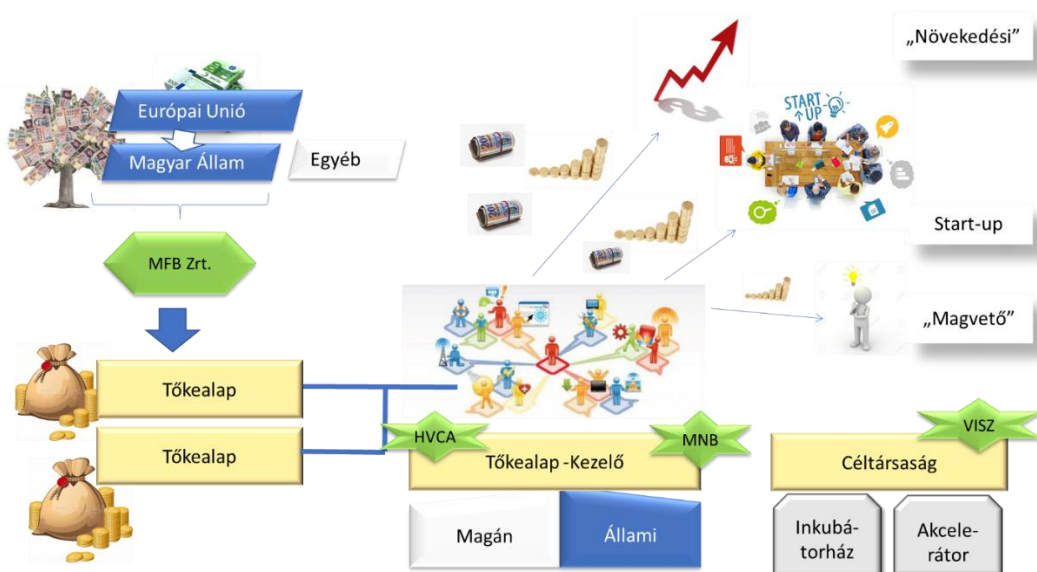 „Növekedési”
Európai Unió
Magyar Állam
Egyéb
START
UP
Start-up
MFB Zrt.
„Magvető”
Tőkealap
Tőkealap
HVCA
MNB
Tőkealap -Kezelő
VISZ
Céltársaság
Magán
Állami
Inkubá-
torház
Akcele-
rátor